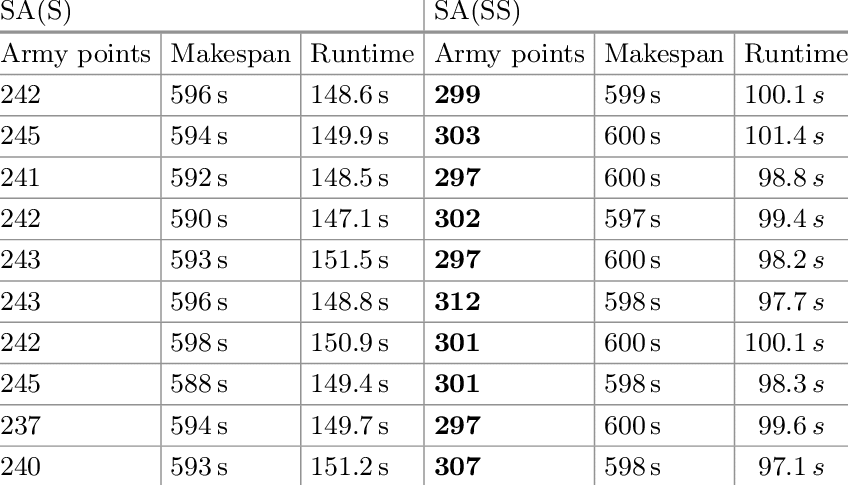 SA(S) SA(SS)
Army points Makespan Runtime Army points Makespan Runtime
242 596 s 148.6 s 299 599 s 100.1 s
245 594 s 149.9 s 303 600 s 101.4 s
241 592 s 148.5 s 297 600 s 98.8 s
242 590 s 147.1 s 302 597 s 99.4 s
243 593 s 151.5 s 297 600 s 98.2 s
243 596 s 148.8 s 312 598 s 97.7 s
242 598 s 150.9 s 301 600 s 100.1 s
245 588 s 149.4 s 301 598 s 98.3 s
237 594 s 149.7 s 297 600 s 99.6 s
240 593 s 151.2 s 307 598 s 97.1 s